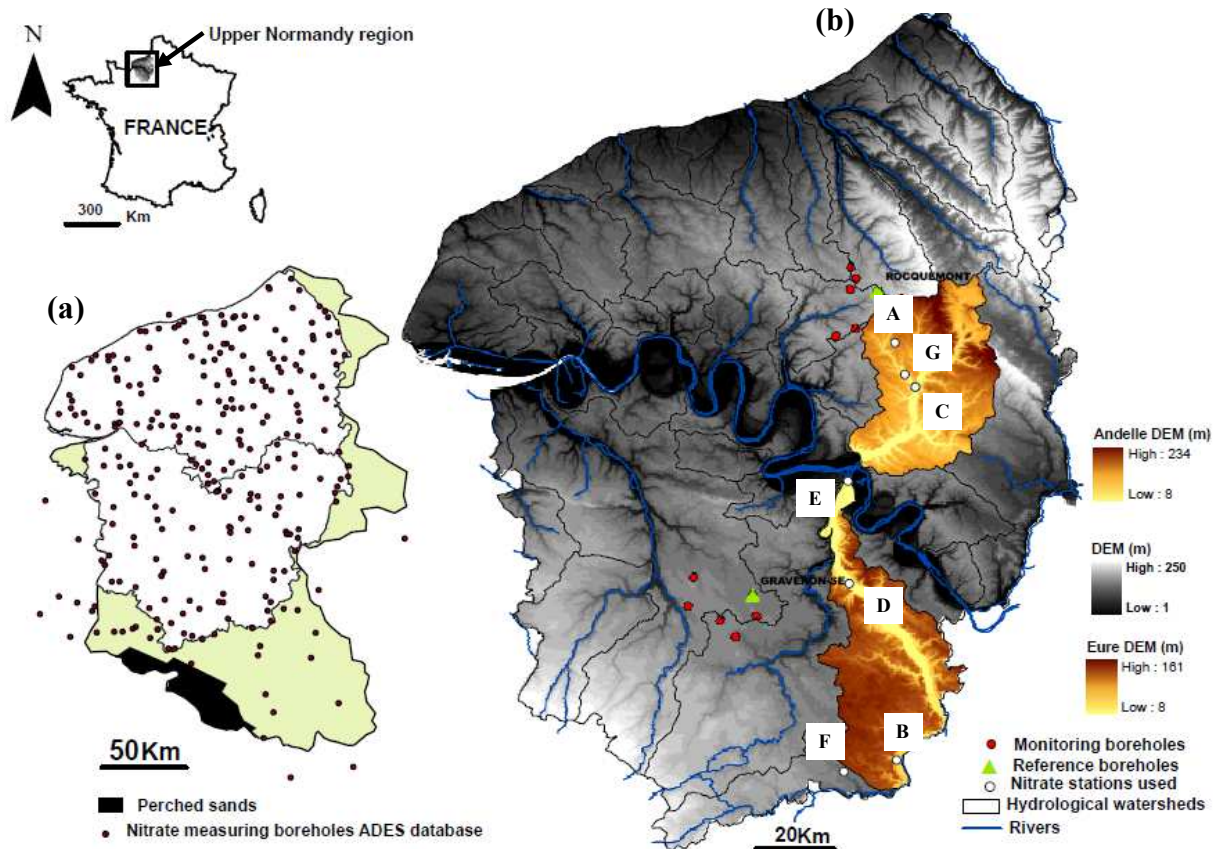 N
Upper Normandy region
FRANCE
300 Km
(a)
50Km
Perched sands
Nitrate measuring boreholes ADES database
(b)
ROCQUEMONT
A
G
C
E
GRAVERON-SE
D
B
F
20Km
Andelle DEM (m)
High : 234
Low : 8
DEM (m)
High : 250
Low : 1
Eure DEM (m)
High : 161
Low : 8
Monitoring boreholes
Reference boreholes
Nitrate stations used
Hydrological watersheds
Rivers